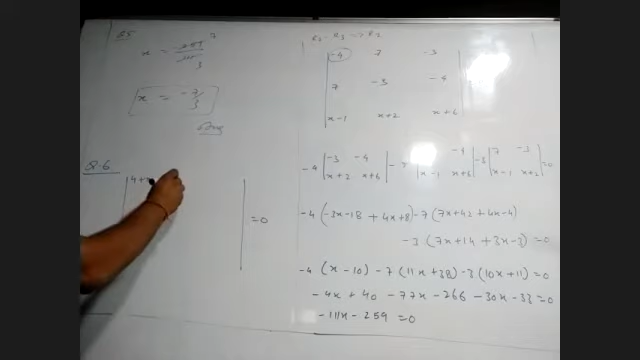 Q5
x = -259 / 111
x = -7/3
Ans
Q.6
4+x
= 0
R2 - R3 → R2
-4 7 -3
7 -3 -4
x-1 x+2 x+6
-4 | -3 -4 | -7 | -4 | -3 | 7 -3 | =0
x+2 x+6 x-1 x+6 x-1 x+2
-4 (-3x-18 + 4x+8) -7 (7x+42 + 4x-4)
-3 (7x+14 + 3x-3) =0
-4 (x-10) -7 (11x+38) -3 (10x+11) =0
-4x + 40 -77x - 266 -30x -33 =0
-111x - 259 =0